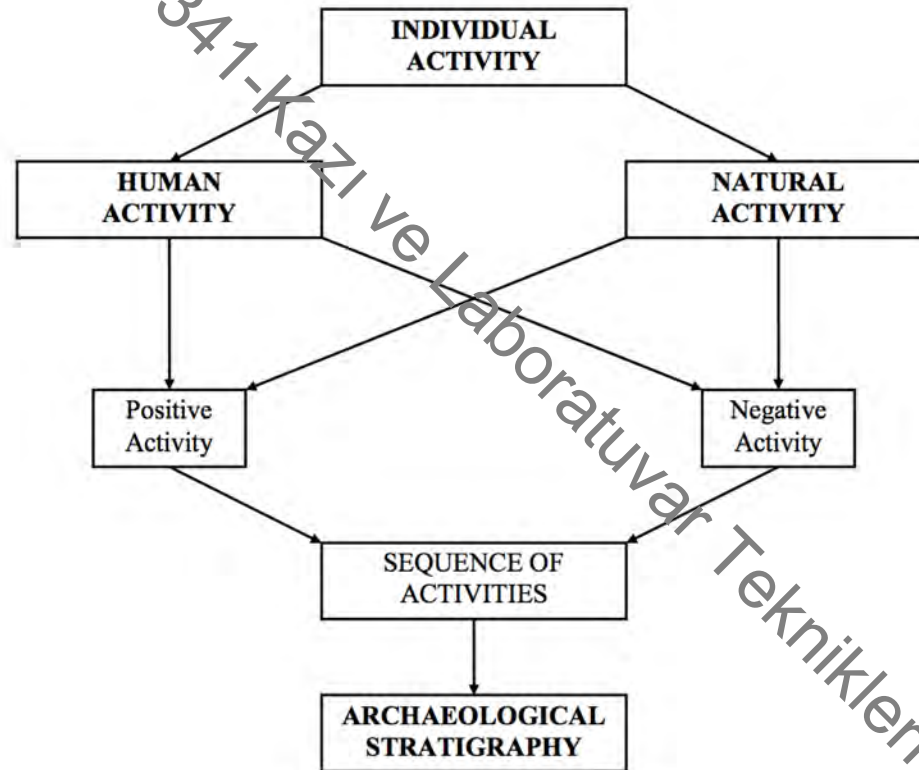 INDIVIDUAL
ACTIVITY
HUMAN
ACTIVITY
NATURAL
ACTIVITY
Positive
Activity
Negative
Activity
SEQUENCE OF
ACTIVITIES
ARCHAEOLOGICAL
STRATIGRAPHY
341-Kazı ve Laboratuvar